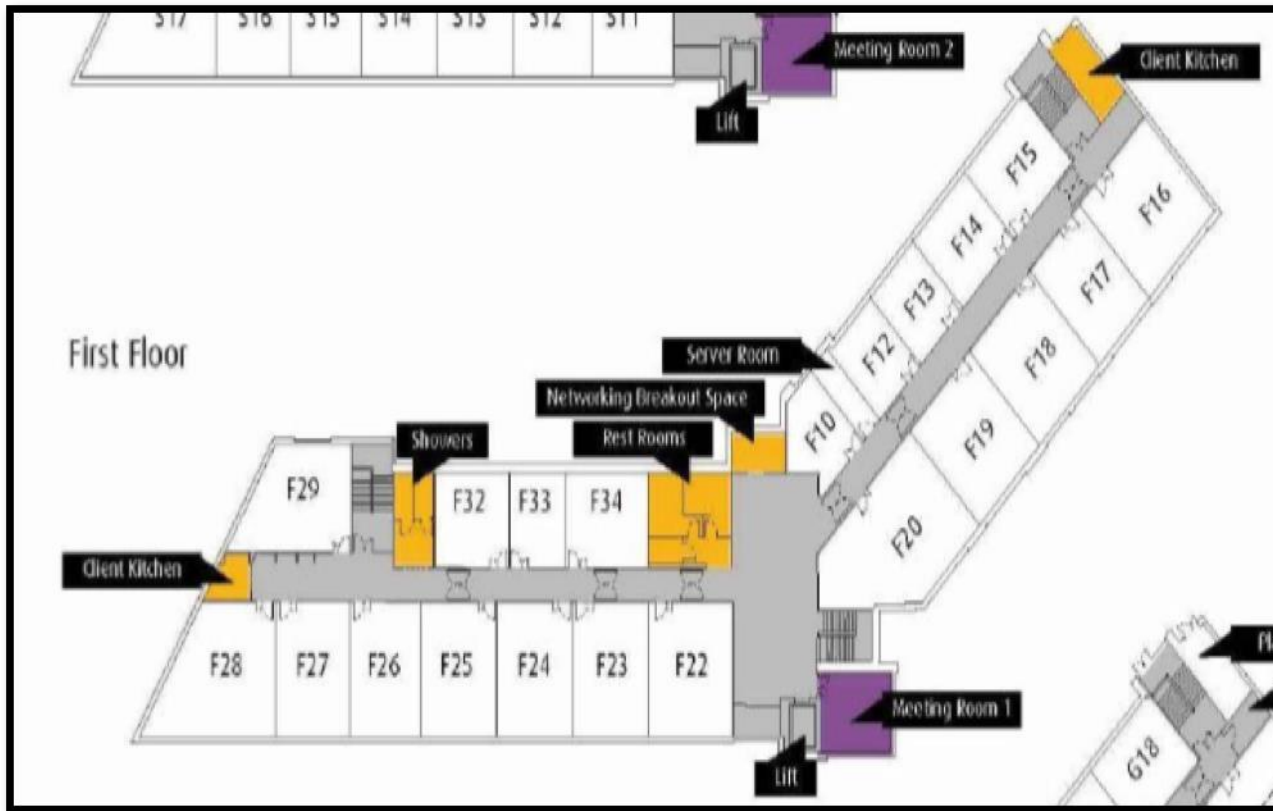 S17 S16 S15 S14 S13 S12 S11
Meeting Room 2
Client Kitchen
Lift
F15
F16
F14
F17
F13
First Floor
Server Room
F12
F18
Networking Breakout Space
F10
F19
Showers
Rest Rooms
F29
F32 F33 F34
F20
Client Kitchen
F28 F27 F26 F25 F24 F23 F22
Meeting Room 1
Lift
G18